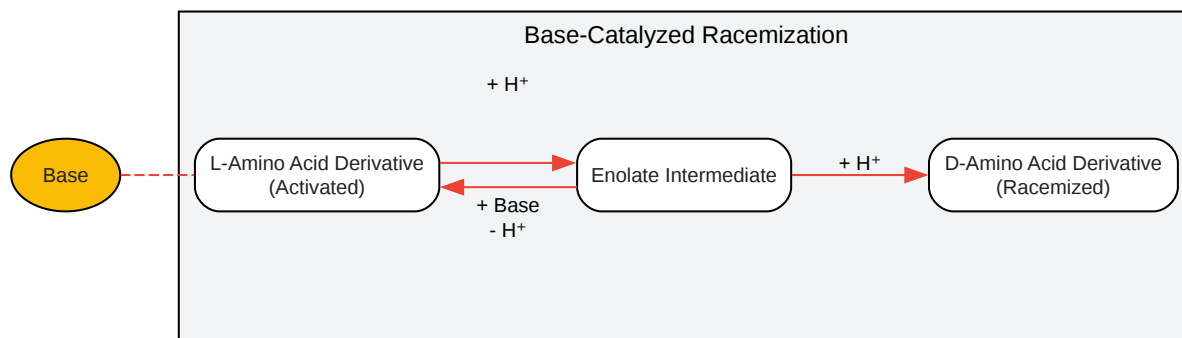 Base-Catalyzed Racemization
+ H⁺
Base
L-Amino Acid Derivative
(Activated)
Enolate Intermediate
+ H⁺
D-Amino Acid Derivative
(Racemized)
+ Base
- H⁺